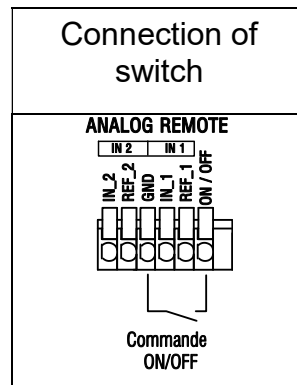 Connection of
switch
ANALOG REMOTE
IN 2 IN 1
IN_2 REF_2 GND IN_1 REF_1 ON / OFF
Commande
ON/OFF